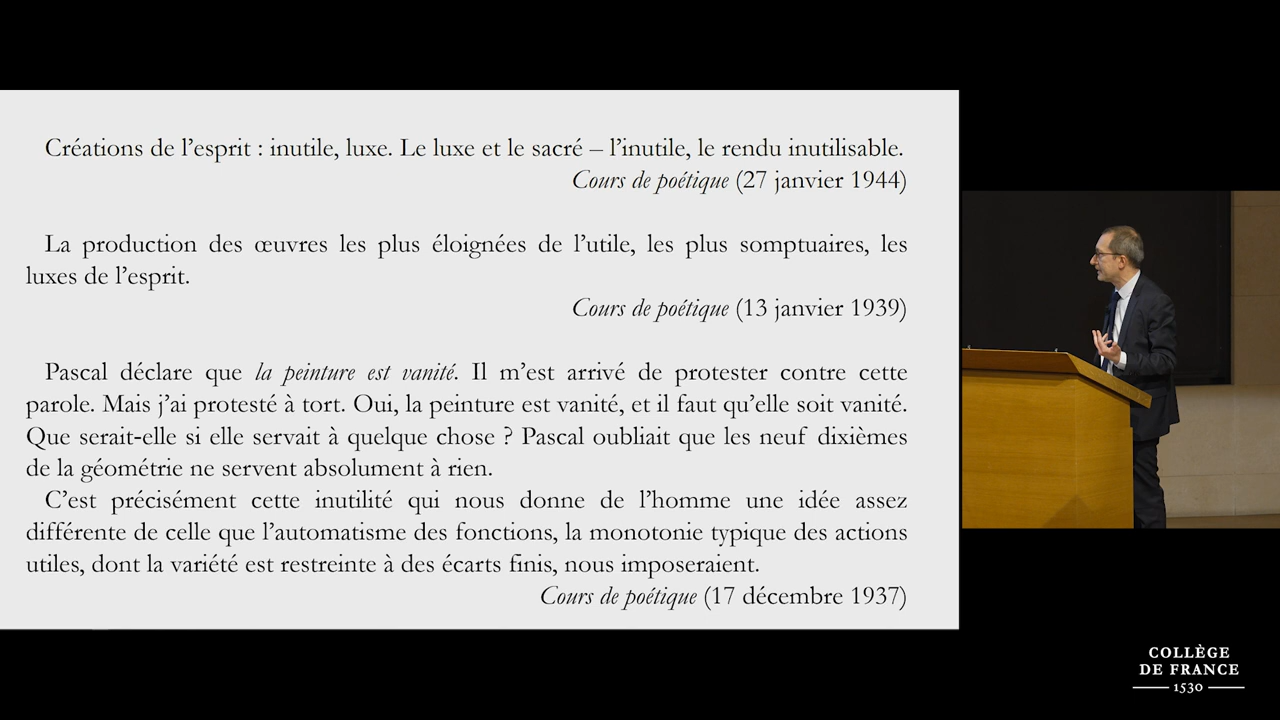 Créations de l’esprit : inutile, luxe. Le luxe et le sacré – l’inutile, le rendu inutilisable.
Cours de poétique (27 janvier 1944)
La production des œuvres les plus éloignées de l’utile, les plus somptuaires, les
luxes de l’esprit.
Cours de poétique (13 janvier 1939)
Pascal déclare que la peinture est vanité. Il m’est arrivé de protester contre cette
parole. Mais j’ai protesté à tort. Oui, la peinture est vanité, et il faut qu’elle soit vanité.
Que serait-elle si elle servait à quelque chose ? Pascal oubliait que les neuf dixièmes
de la géométrie ne servent absolument à rien.
C’est précisément cette inutilité qui nous donne de l’homme une idée assez
différente de celle que l’automatisme des fonctions, la monotonie typique des actions
utiles, dont la variété est restreinte à des écarts finis, nous imposeraient.
Cours de poétique (17 décembre 1937)
COLLÈGE
DE FRANCE
1530